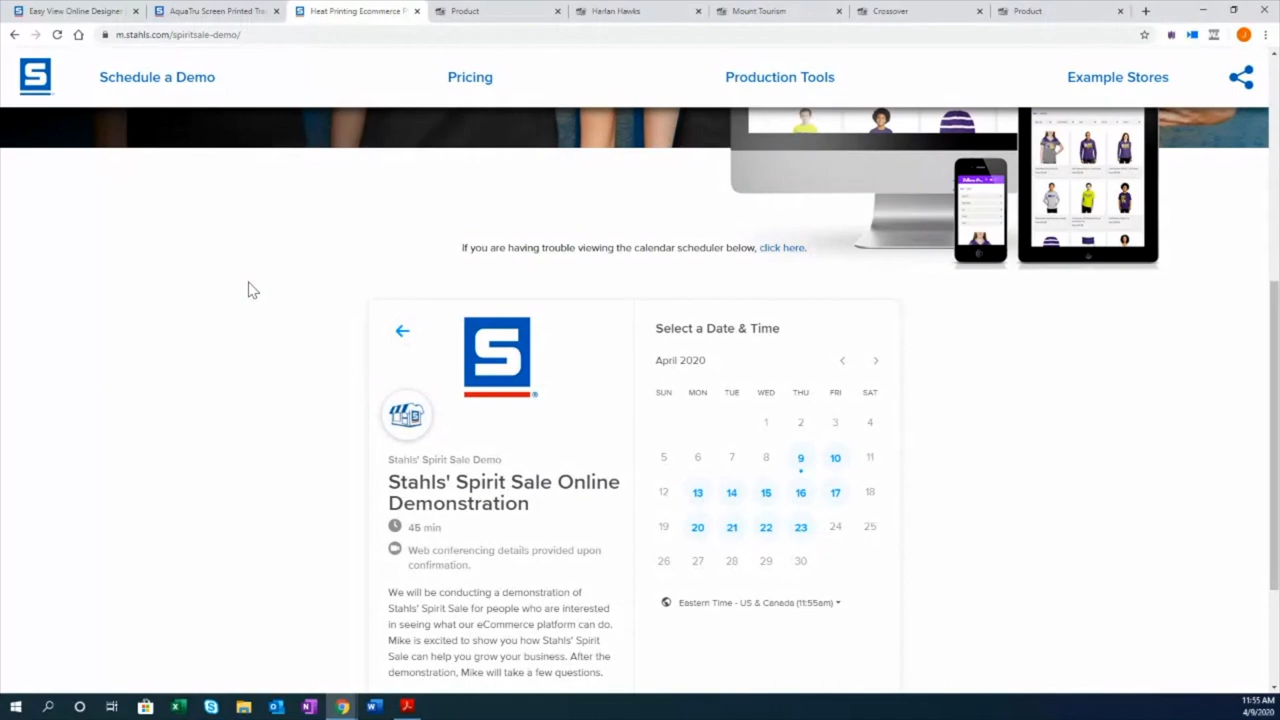 Easy View Online Designer
AquaTru Screen Printed Tr
Heat Printing Ecommerce P
Product
Harlan Hawks
Mount Tourism
Crossover
Product
m.stahls.com/spiritsale-demo/
J
S
Schedule a Demo
Pricing
Production Tools
Example Stores
If you are having trouble viewing the calendar scheduler below, click here.
S
®
Stahls' Spirit Sale Demo
Stahls' Spirit Sale Online
Demonstration
45 min
Web conferencing details provided upon
confirmation.
We will be conducting a demonstration of
Stahls' Spirit Sale for people who are interested
in seeing what our eCommerce platform can do.
Mike is excited to show you how Stahls' Spirit
Sale can help you grow your business. After the
demonstration, Mike will take a few questions.
Select a Date & Time
April 2020
SUN MON TUE WED THU FRI SAT
1 2 3 4
5 6 7 8 9 10 11
12 13 14 15 16 17 18
19 20 21 22 23 24 25
26 27 28 29 30
Eastern Time - US & Canada (11:55am)
11:55 AM
4/9/2020